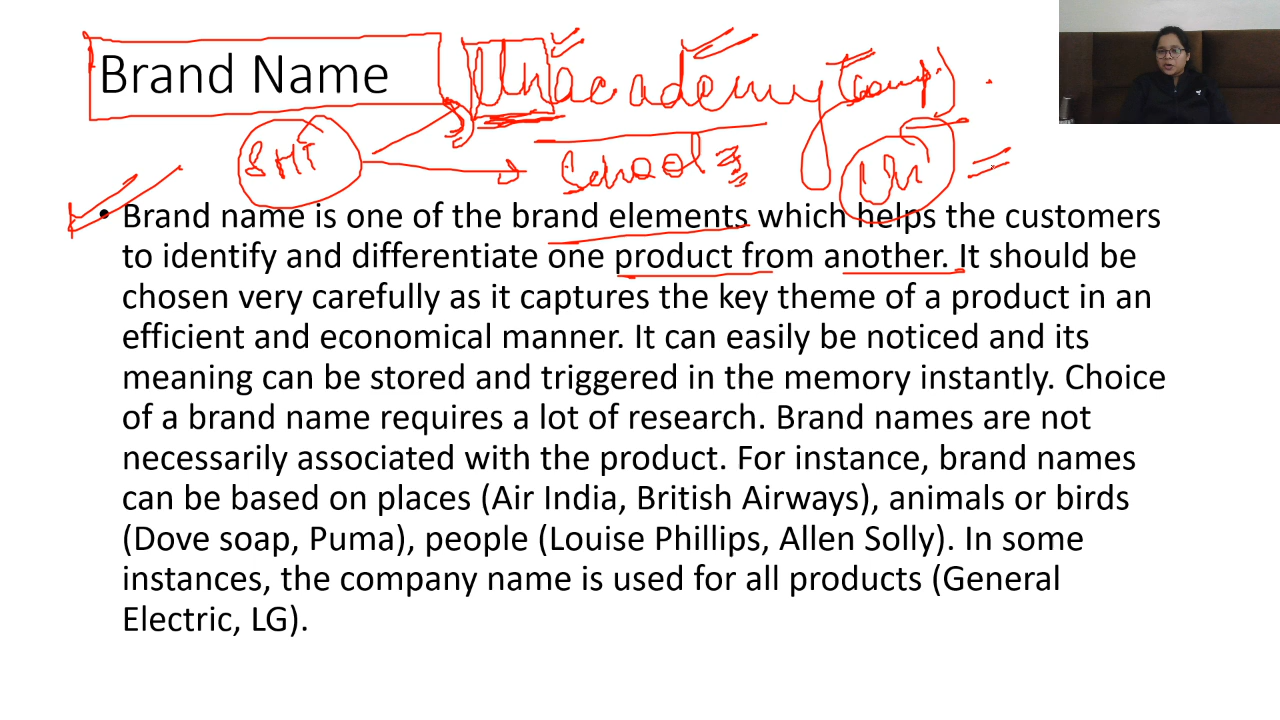 Brand Name
Unacademy (comp.)
School
• Brand name is one of the brand elements which helps the customers
to identify and differentiate one product from another. It should be
chosen very carefully as it captures the key theme of a product in an
efficient and economical manner. It can easily be noticed and its
meaning can be stored and triggered in the memory instantly. Choice
of a brand name requires a lot of research. Brand names are not
necessarily associated with the product. For instance, brand names
can be based on places (Air India, British Airways), animals or birds
(Dove soap, Puma), people (Louise Phillips, Allen Solly). In some
instances, the company name is used for all products (General
Electric, LG).